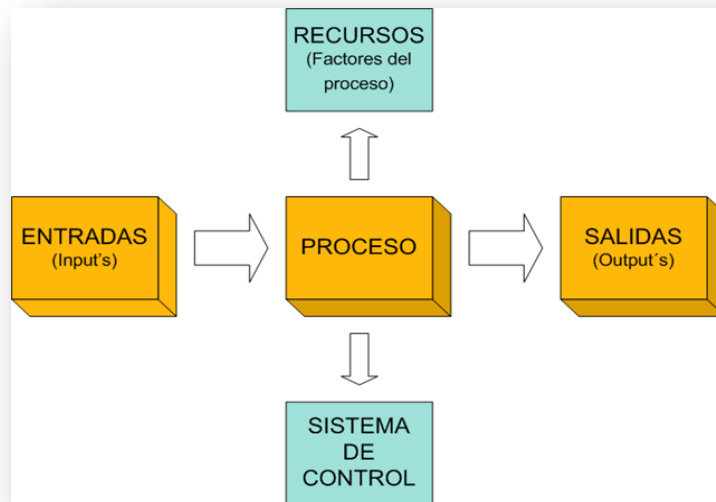 RECURSOS
(Factores del
proceso)
ENTRADAS
(Input's)
PROCESO
SALIDAS
(Output´s)
SISTEMA
DE
CONTROL